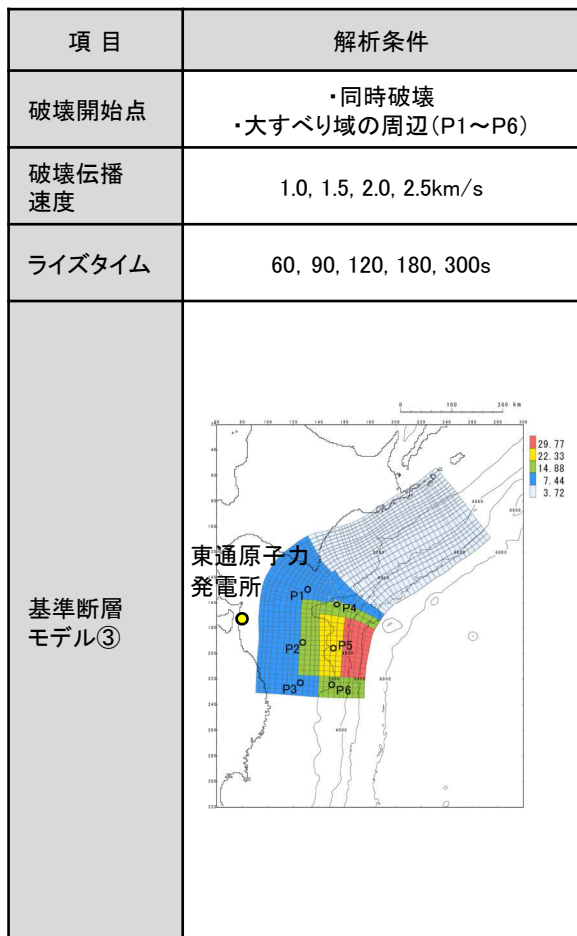 項 目
解析条件
破壊開始点
・同時破壊
・大すべり域の周辺(P1～P6)
破壊伝播
速度
1.0, 1.5, 2.0, 2.5km/s
ライズタイム
60, 90, 120, 180, 300s
基準断層
モデル③
0 100 200 km
29.77
22.33
14.88
7.44
3.72
東通原子力
発電所
P1
P4
P2
P5
P3
P6